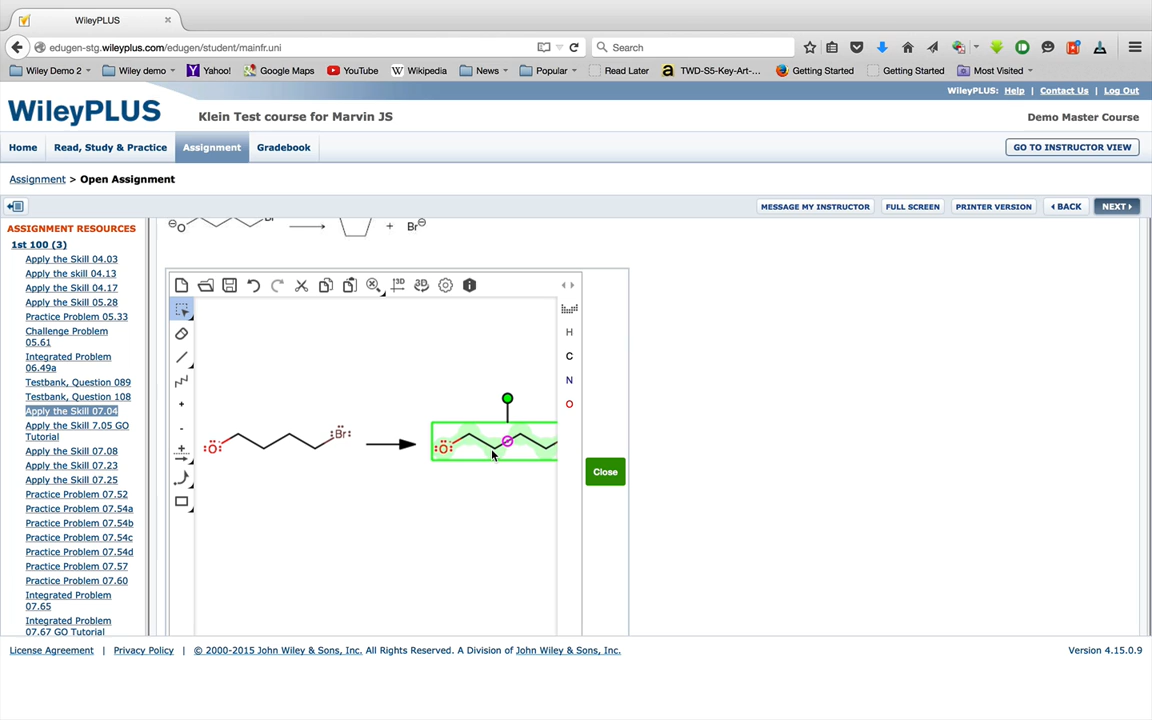 WileyPLUS
edugen-stg.wileyplus.com/edugen/student/mainfr.uni
Search
Wiley Demo 2
Wiley demo
Yahoo!
Google Maps
YouTube
Wikipedia
News
Popular
Read Later
TWD-S5-Key-Art-...
Getting Started
Getting Started
Most Visited
WileyPLUS: Help | Contact Us | Log Out
WileyPLUS
Klein Test course for Marvin JS
Demo Master Course
Home
Read, Study & Practice
Assignment
Gradebook
GO TO INSTRUCTOR VIEW
Assignment > Open Assignment
MESSAGE MY INSTRUCTOR
FULL SCREEN
PRINTER VERSION
BACK
NEXT
ASSIGNMENT RESOURCES
1st 100 (3)
Apply the Skill 04.03
Apply the skill 04.13
Apply the Skill 04.17
Apply the Skill 05.28
Practice Problem 05.33
Challenge Problem
05.61
Integrated Problem
06.49a
Testbank, Question 089
Testbank, Question 108
Apply the Skill 07.04
Apply the Skill 7.05 GO
Tutorial
Apply the Skill 07.08
Apply the Skill 07.23
Apply the Skill 07.25
Practice Problem 07.52
Practice Problem 07.54a
Practice Problem 07.54b
Practice Problem 07.54c
Practice Problem 07.54d
Practice Problem 07.57
Practice Problem 07.60
Integrated Problem
07.65
Integrated Problem
07.67 GO Tutorial
⊖O Br + Br⊖
3D
3D
H
C
N
O
O
Br
O
Close
License Agreement | Privacy Policy | © 2000-2015 John Wiley & Sons, Inc. All Rights Reserved. A Division of John Wiley & Sons, Inc.
Version 4.15.0.9